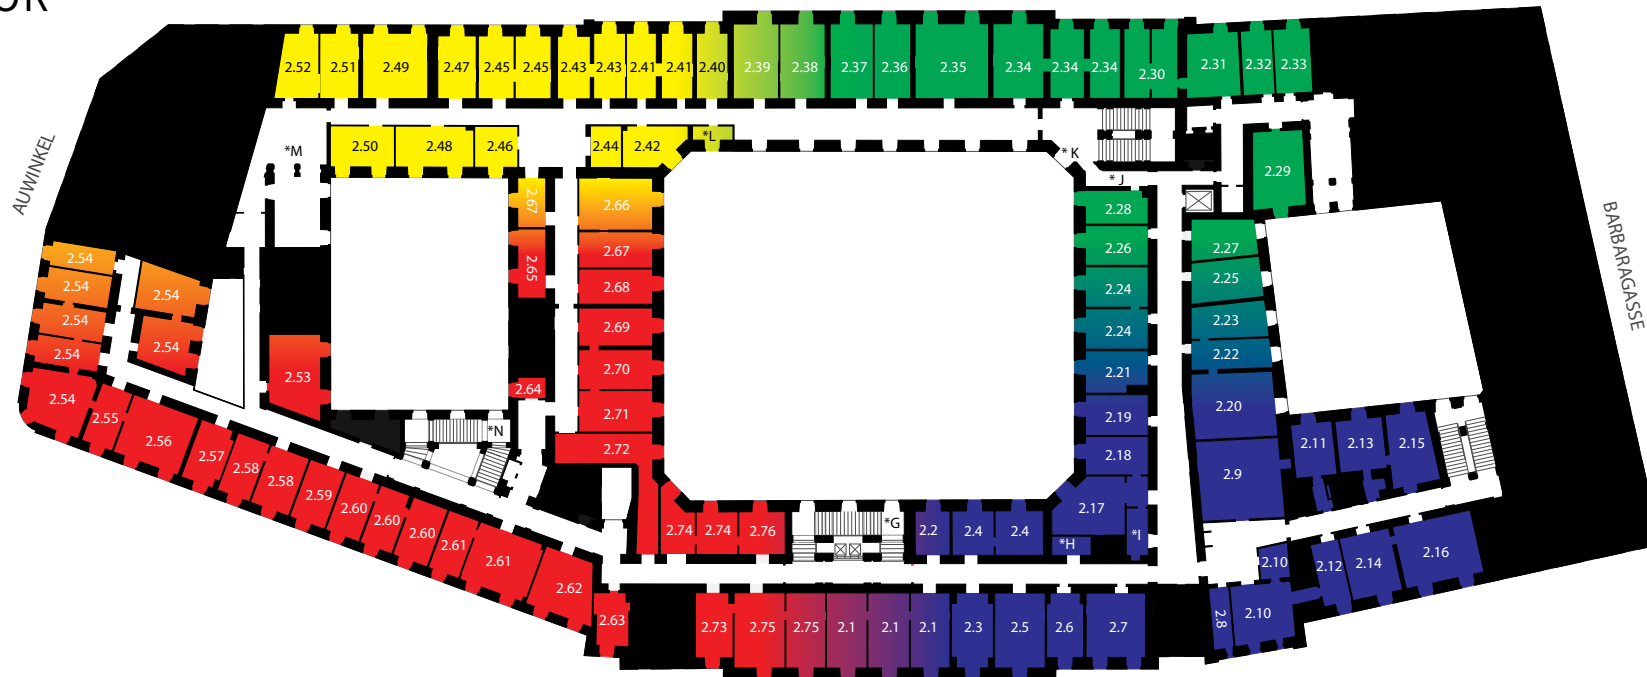 OR
2.52 2.51 2.49 2.47 2.45 2.45 2.43 2.43 2.41 2.41 2.40 2.39 2.38 2.37 2.36 2.35 2.34 2.34 2.34 2.30 2.31 2.32 2.33
*M 2.50 2.48 2.46 2.44 2.42 *L *K
*J
2.29
AUWINKEL
BARBARAGASSE
2.67 2.66 2.28
2.65 2.67 2.26 2.27
2.54 2.54 2.54 2.68 2.24 2.25
2.54 2.54 2.69 2.24 2.23
2.54 2.53 2.70 2.21 2.22
2.54 2.64 2.71 2.19 2.20
2.55 2.56 *N 2.72 2.18 2.9 2.11 2.13 2.15
2.57 2.58 2.58 2.59 2.60 2.60 2.60 2.61 2.61 2.62 2.63
2.74 2.74 2.76 *G 2.2 2.4 2.4 2.17 *H *I
2.10 2.12 2.14 2.16
2.73 2.75 2.75 2.1 2.1 2.1 2.3 2.5 2.6 2.7 2.8 2.10